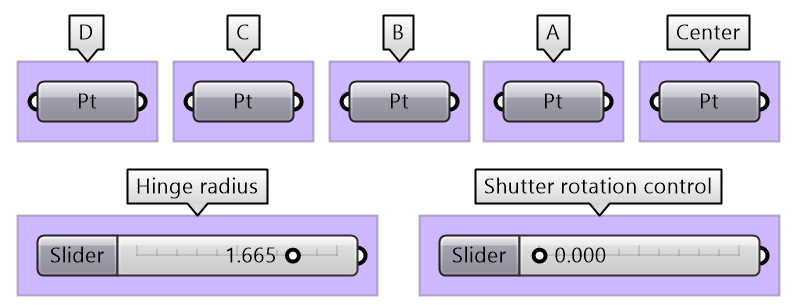 D C B A Center
Pt Pt Pt Pt Pt
Hinge radius Shutter rotation control
Slider 1.665 Slider 0.000